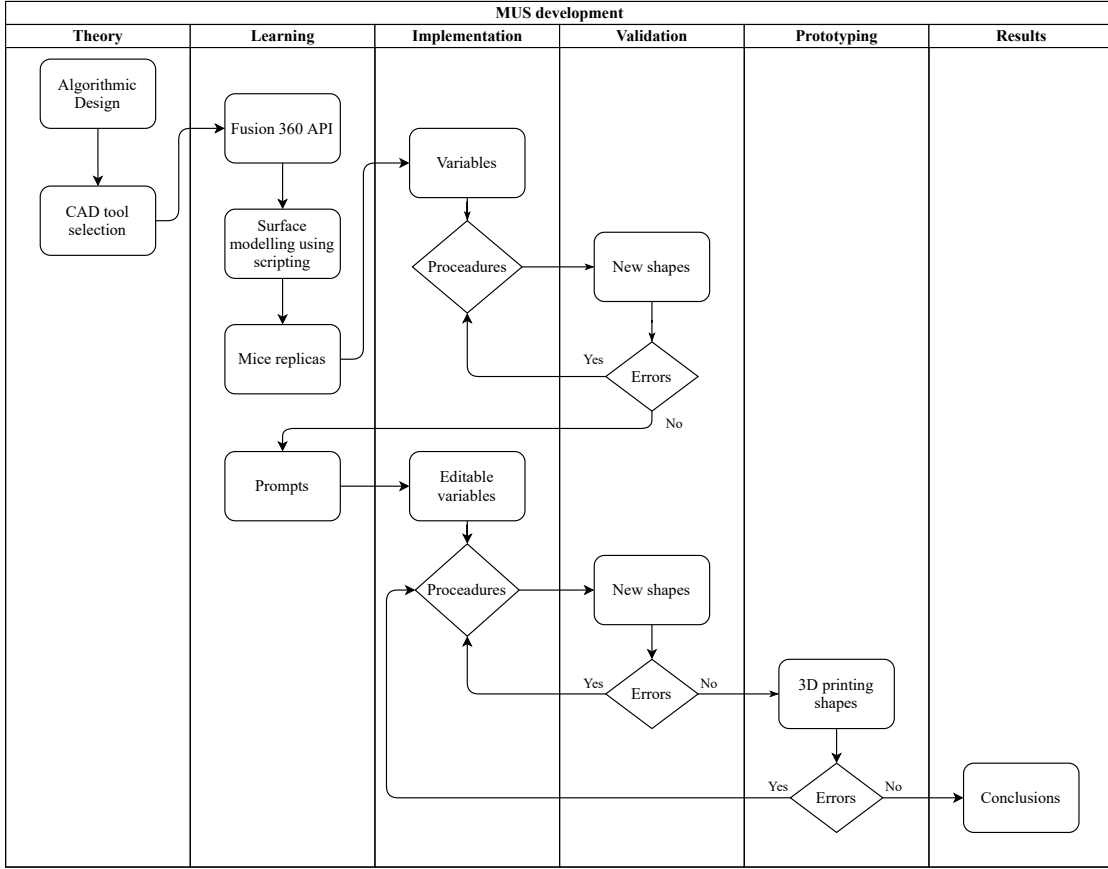 MUS development
Theory
Learning
Implementation
Validation
Prototyping
Results
Algorithmic
Design
CAD tool
selection
Fusion 360 API
Surface
modelling using
scripting
Mice replicas
Variables
Proceadures
New shapes
Errors
Yes
No
Prompts
Editable
variables
Proceadures
New shapes
Errors
Yes
No
3D printing
shapes
Errors
Yes
No
Conclusions